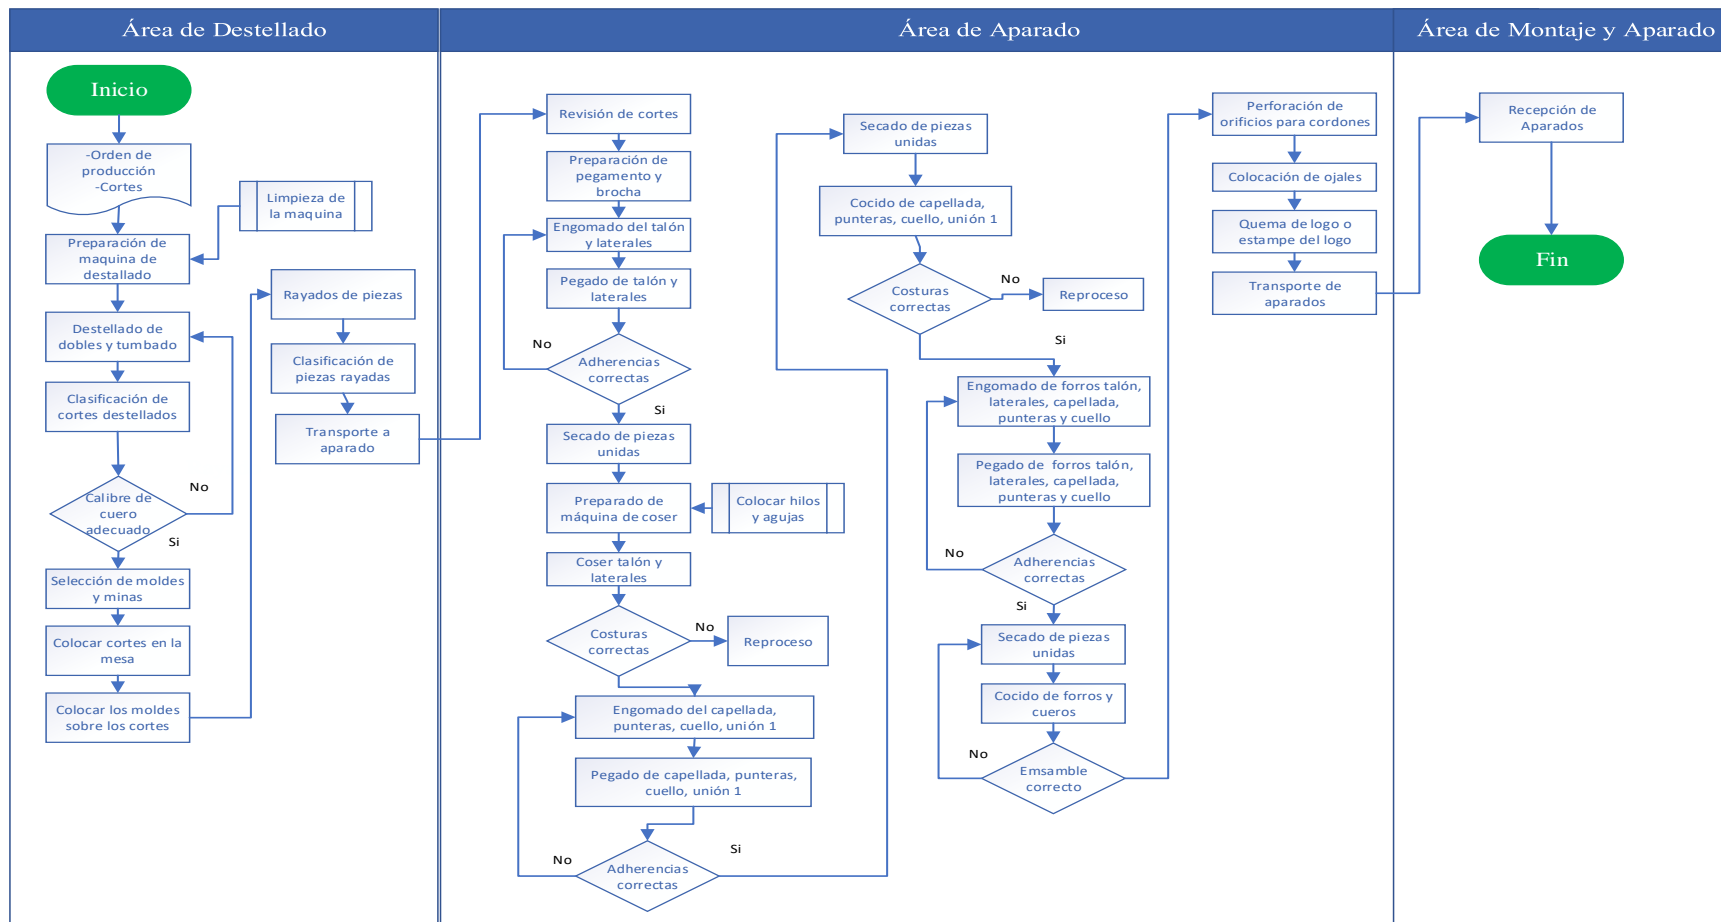 Área de Destellado
Área de Aparado
Área de Montaje y Aparado
Inicio
-Orden de
producción
-Cortes
Limpieza de
la maquina
Preparación de
maquina de
destallado
Destellado de
dobles y tumbado
Clasificación de
cortes destellados
Calibre de
cuero
adecuado
No
Si
Selección de moldes
y minas
Colocar cortes en la
mesa
Colocar los moldes
sobre los cortes
Rayados de piezas
Clasificación de
piezas rayadas
Transporte a
aparado
Revisión de cortes
Preparación de
pegamento y
brocha
Engomado del talón
y laterales
Pegado de talón y
laterales
No
Adherencias
correctas
Si
Secado de piezas
unidas
Preparado de
máquina de coser
Colocar hilos
y agujas
Coser talón y
laterales
Costuras
correctas
No
Reproceso
Engomado del capellada,
punteras, cuello, unión 1
Pegado de capellada, punteras,
cuello, unión 1
No
Adherencias
correctas
Si
Secado de piezas
unidas
Cocido de capellada,
punteras, cuello, unión 1
Costuras
correctas
No
Reproceso
Si
Engomado de forros talón,
laterales, capellada,
punteras y cuello
Pegado de forros talón,
laterales, capellada,
punteras y cuello
No
Adherencias
correctas
Si
Secado de piezas
unidas
Cocido de forros y
cueros
No
Emsamble
correcto
Perforación de
orificios para cordones
Colocación de ojales
Quema de logo o
estampe del logo
Transporte de
aparados
Recepción de
Aparados
Fin